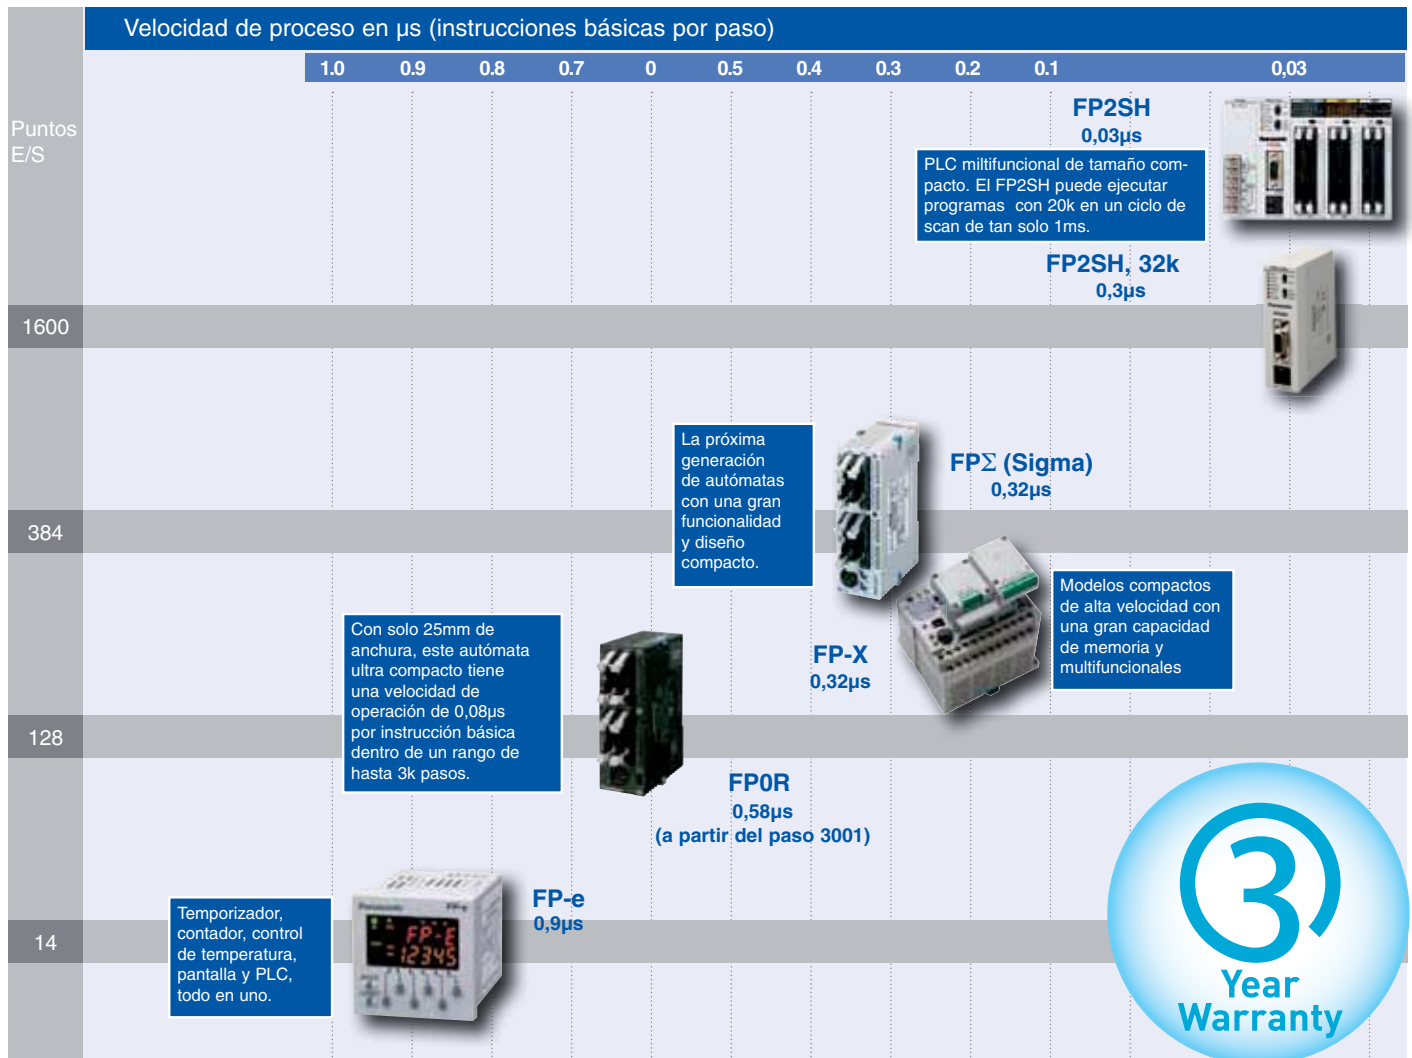 Velocidad de proceso en µs (instrucciones básicas por paso)
1.0 0.9 0.8 0.7 0 0.5 0.4 0.3 0.2 0.1 0,03
Puntos
E/S
FP2SH
0,03µs
PLC miltifuncional de tamaño com-
pacto. El FP2SH puede ejecutar
programas con 20k en un ciclo de
scan de tan solo 1ms.
FP2SH, 32k
0,3µs
1600
La próxima
generación
de autómatas
con una gran
funcionalidad
y diseño
compacto.
FPΣ (Sigma)
0,32µs
384
Modelos compactos
de alta velocidad con
una gran capacidad
de memoria y
multifuncionales
Con solo 25mm de
anchura, este autómata
ultra compacto tiene
una velocidad de
operación de 0,08µs
por instrucción básica
dentro de un rango de
hasta 3k pasos.
FP-X
0,32µs
128
FP0R
0,58µs
(a partir del paso 3001)
Temporizador,
contador, control
de temperatura,
pantalla y PLC,
todo en uno.
Panasonic FP-e
FP-E
12345
FP-e
0,9µs
14
3
Year
Warranty